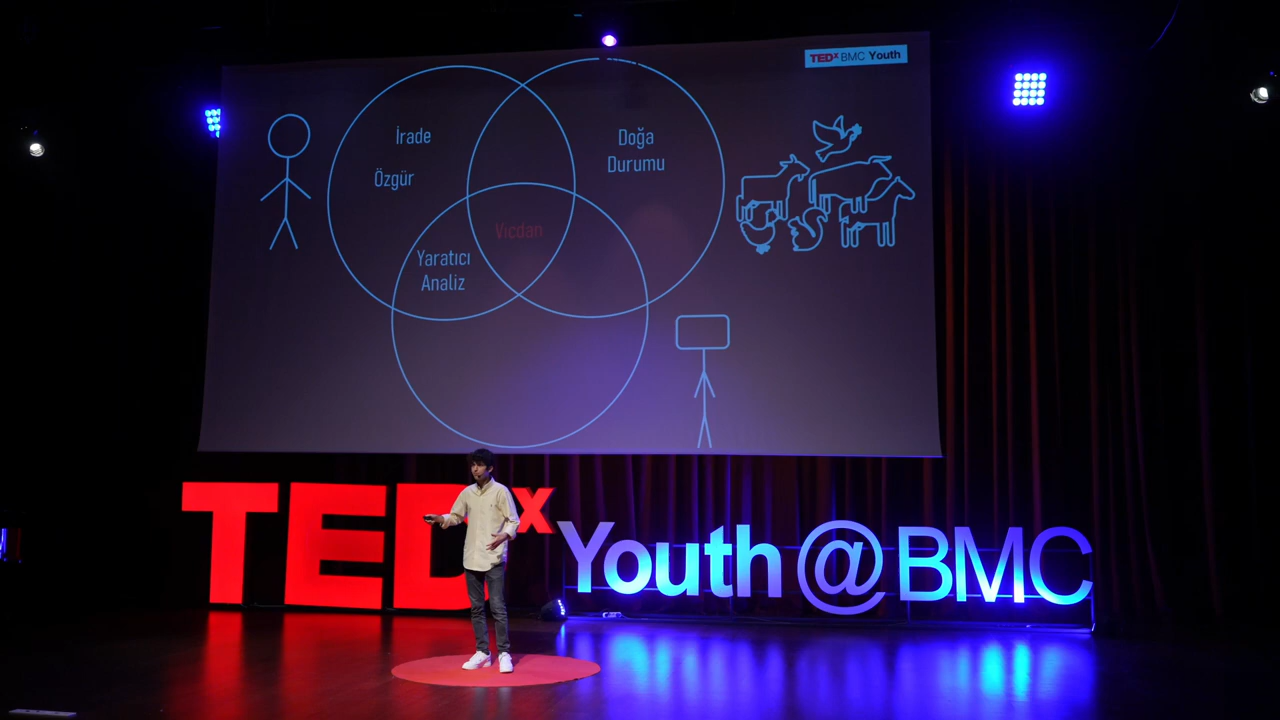 TEDx BMC Youth
İrade
Özgür
Doğa
Durumu
Vicdan
Yaratıcı
Analiz
TEDx
Youth@BMC